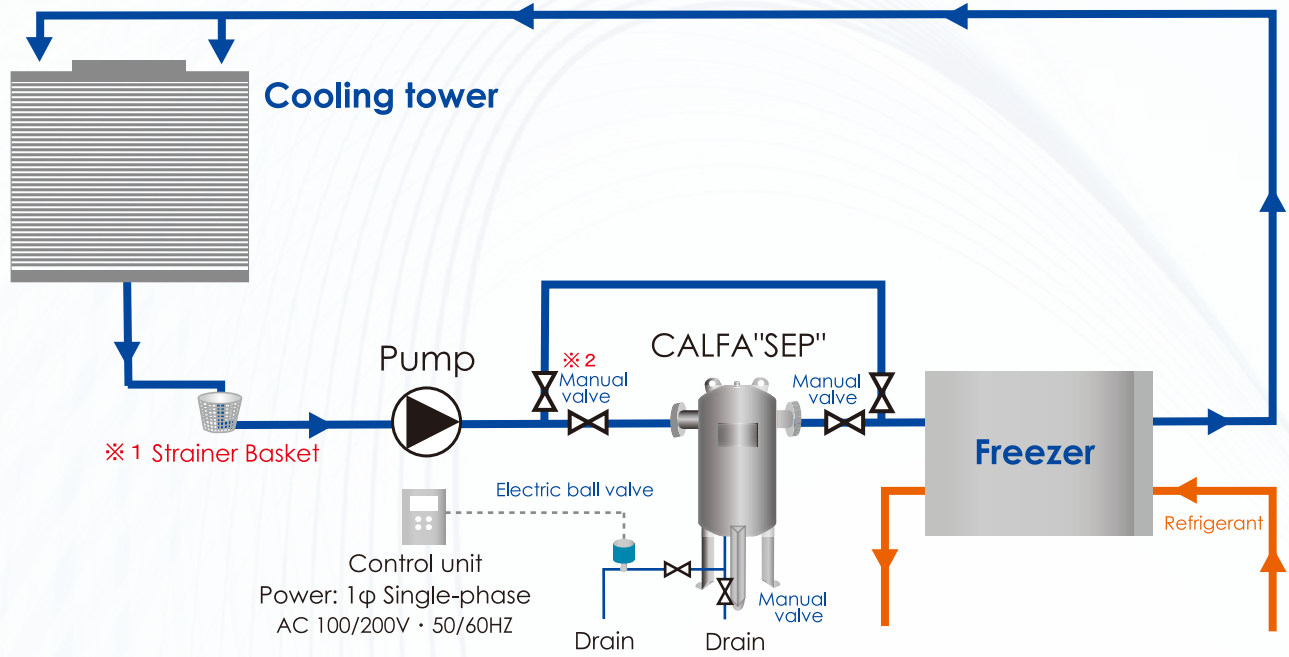 Cooling tower
Pump
※2
Manual
valve
CALFA"SEP"
Manual
valve
※1 Strainer Basket
Freezer
Electric ball valve
Refrigerant
Control unit
Power: 1φ Single-phase
AC 100/200V・50/60HZ
Manual
valve
Drain
Drain